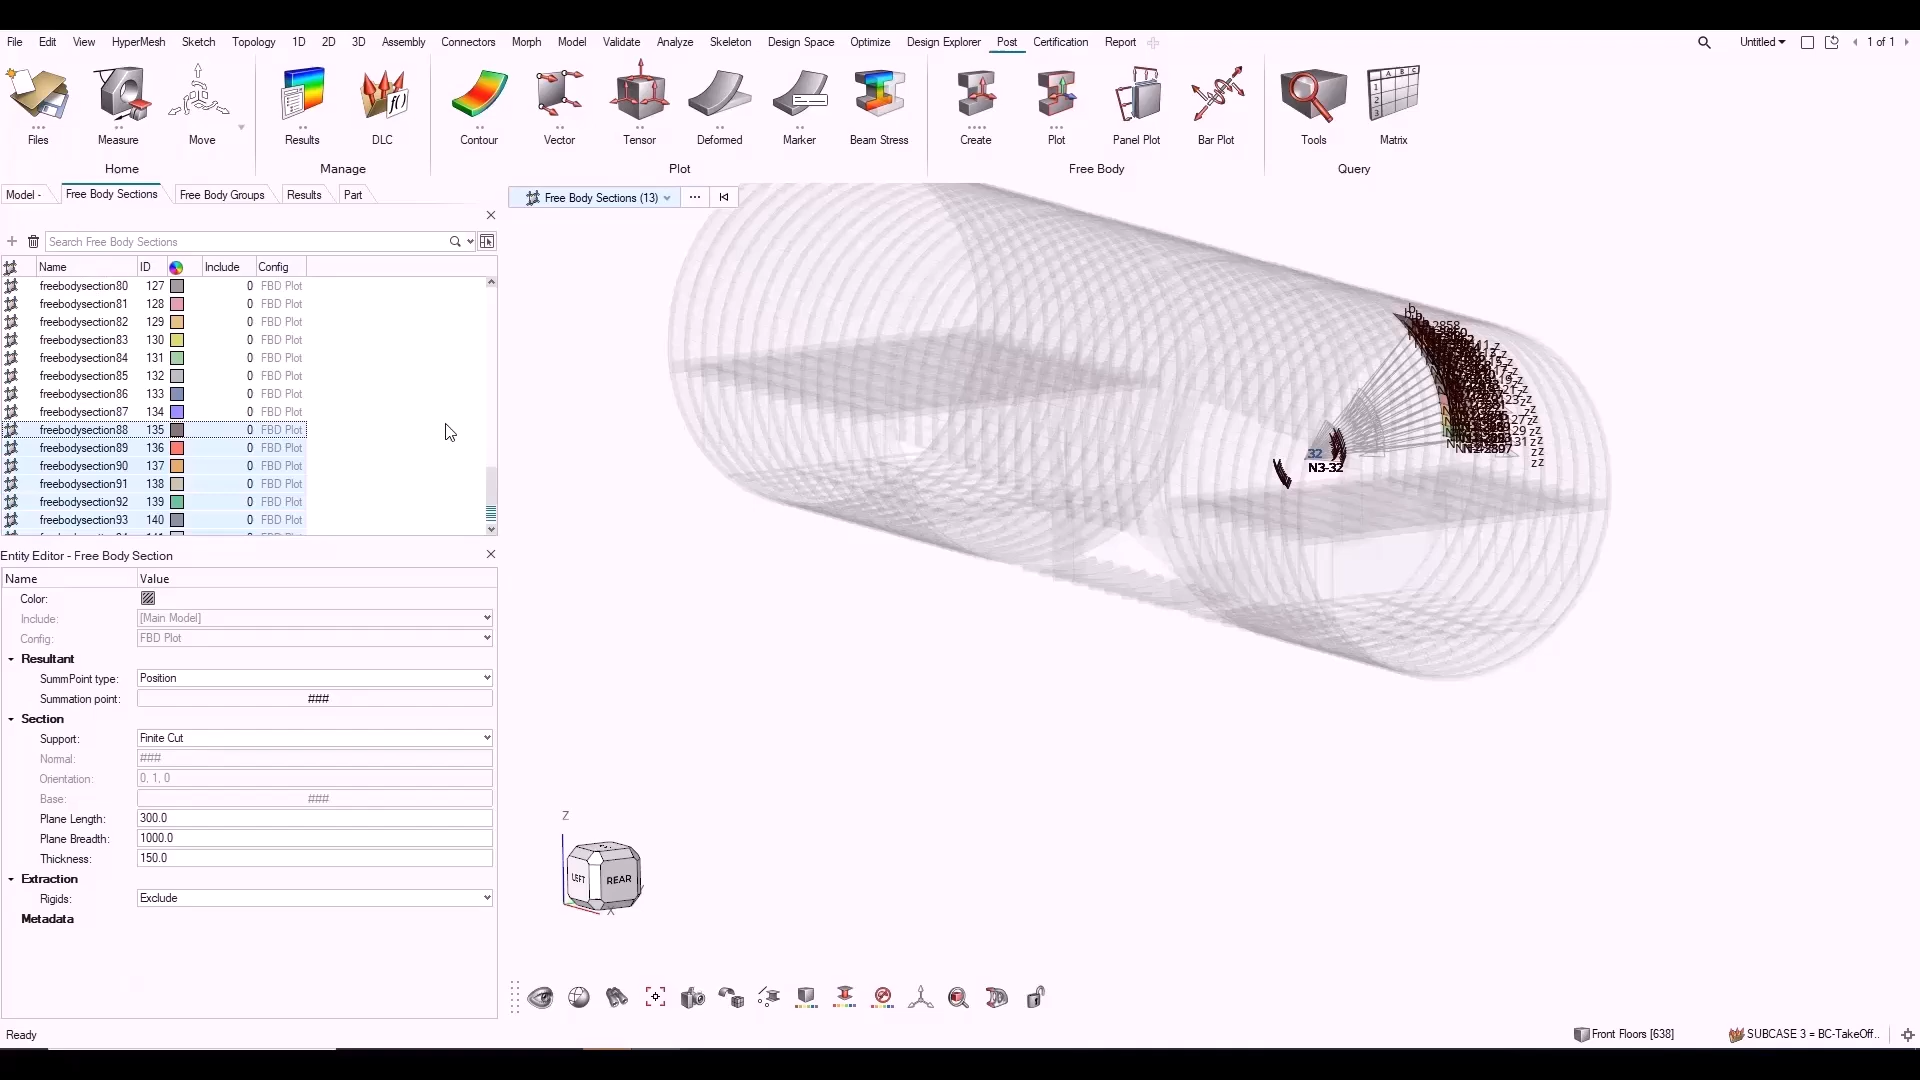 File Edit View HyperMesh Sketch Topology 1D 2D 3D Assembly Connectors Morph Model Validate Analyze Skeleton Design Space Optimize Design Explorer Post Certification Report Untitled 1 of 1
Files Measure Move Results DLC Contour Vector Tensor Deformed Marker Beam Stress Create Plot Panel Plot Bar Plot Tools Matrix
Home Manage Plot Free Body Query
Model - Free Body Sections Free Body Groups Results Part
Free Body Sections (13)
Search Free Body Sections
Name ID Include Config
freebodysection80 127 0 FBD Plot
freebodysection81 128 0 FBD Plot
freebodysection82 129 0 FBD Plot
freebodysection83 130 0 FBD Plot
freebodysection84 131 0 FBD Plot
freebodysection85 132 0 FBD Plot
freebodysection86 133 0 FBD Plot
freebodysection87 134 0 FBD Plot
freebodysection88 135 0 FBD Plot
freebodysection89 136 0 FBD Plot
freebodysection90 137 0 FBD Plot
freebodysection91 138 0 FBD Plot
freebodysection92 139 0 FBD Plot
freebodysection93 140 0 FBD Plot
32
N3-32
Entity Editor - Free Body Section
Name Value
Color:
Include: [Main Model]
Config: FBD Plot
Resultant
SummPoint type: Position
Summation point: ###
Section
Support: Finite Cut
Normal: ###
Orientation: 0, 1, 0
Base: ###
Plane Length: 300.0
Plane Breadth: 1000.0
Thickness: 150.0
Extraction
Rigids: Exclude
Metadata
Z
LEFT REAR
X
Ready
Front Floors [638] SUBCASE 3 = BC-TakeOff..